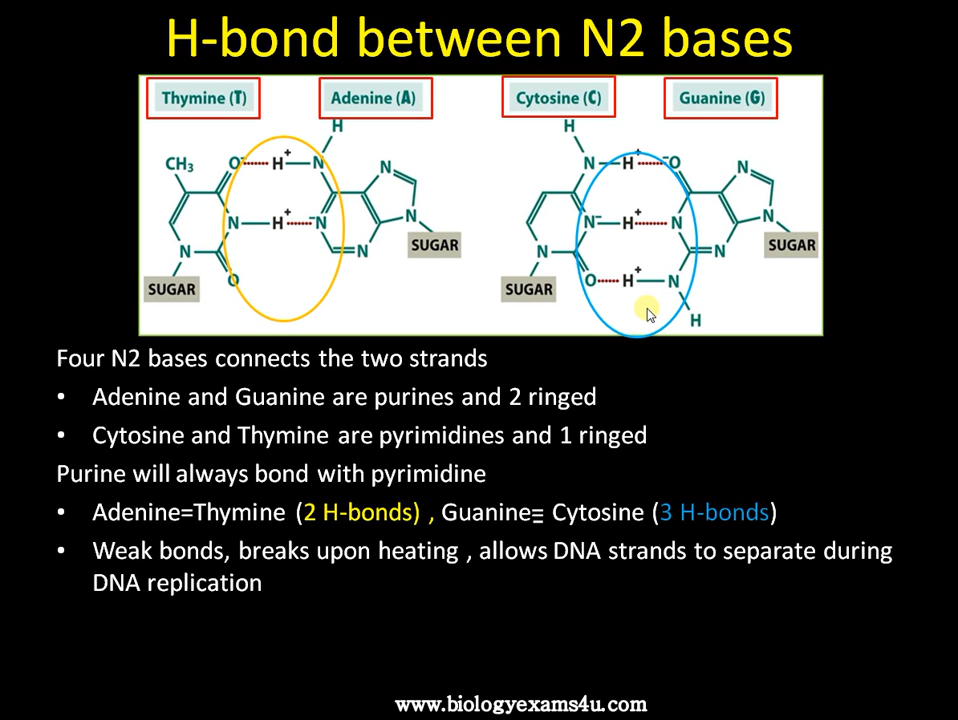 H-bond between N2 bases
Thymine (T) Adenine (A) Cytosine (C) Guanine (G)
H H
CH₃ O⁻ H⁺ N N N H⁺ ⁻O N
N H⁺ ⁻N N N⁻ H⁺ N N
N N SUGAR N N SUGAR
SUGAR O SUGAR O H⁺ N
H
Four N2 bases connects the two strands
• Adenine and Guanine are purines and 2 ringed
• Cytosine and Thymine are pyrimidines and 1 ringed
Purine will always bond with pyrimidine
• Adenine=Thymine (2 H-bonds) , Guanine≡ Cytosine (3 H-bonds)
• Weak bonds, breaks upon heating , allows DNA strands to separate during
DNA replication
www.biologyexams4u.com